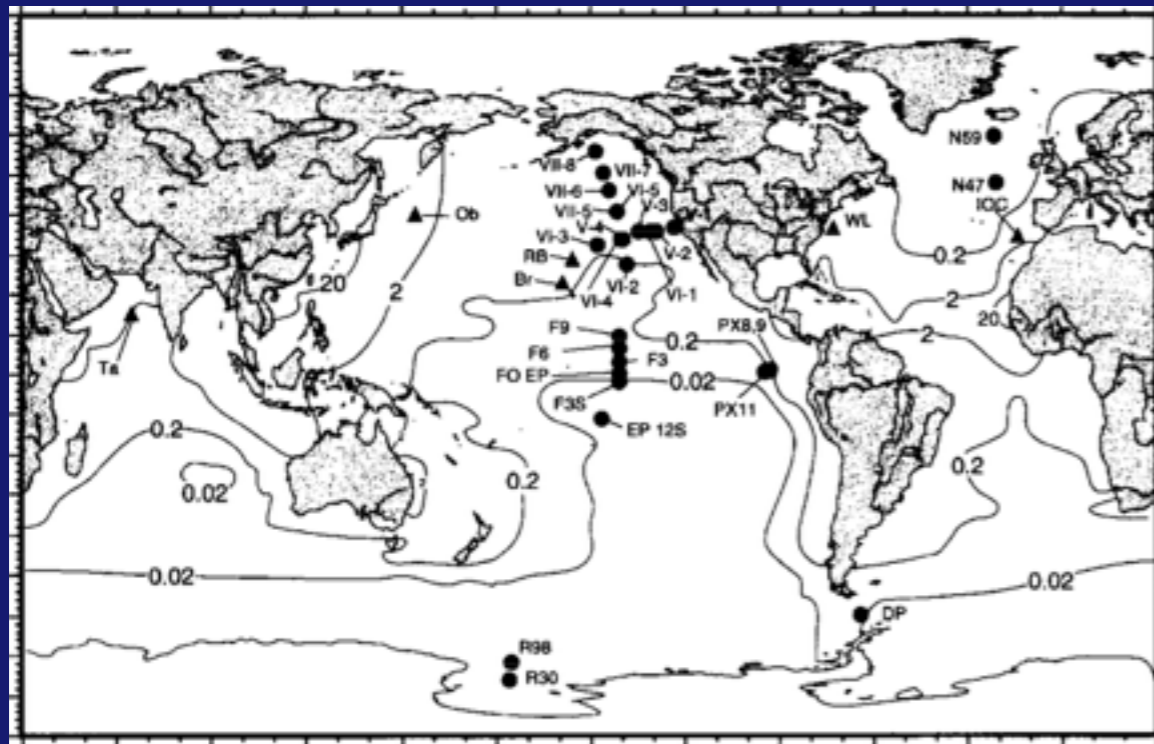 N59
VII-8
VII-7
N47
VII-6
VI-5
IOC
V-3
VII-5
Ob
WL
V-4
VI-3
V-2
RB
0.2
20
2
Br
VI-2
VI-1
2
VI-4
20
2
F9
PX8,9
0.2
F6
F3
Ta
FO EP
0.02
F3S
PX11
EP 12S
0.2
0.2
0.2
0.02
0.02
0.02
DP
R98
R30